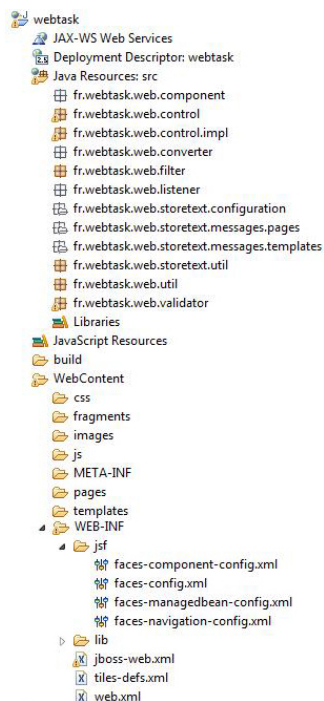 webtask
JAX-WS Web Services
Deployment Descriptor: webtask
Java Resources: src
fr.webtask.web.component
fr.webtask.web.control
fr.webtask.web.control.impl
fr.webtask.web.converter
fr.webtask.web.filter
fr.webtask.web.listener
fr.webtask.web.storetext.configuration
fr.webtask.web.storetext.messages.pages
fr.webtask.web.storetext.messages.templates
fr.webtask.web.storetext.util
fr.webtask.web.util
fr.webtask.web.validator
Libraries
JavaScript Resources
build
WebContent
css
fragments
images
js
META-INF
pages
templates
WEB-INF
jsf
faces-component-config.xml
faces-config.xml
faces-managedbean-config.xml
faces-navigation-config.xml
lib
jboss-web.xml
tiles-defs.xml
web.xml